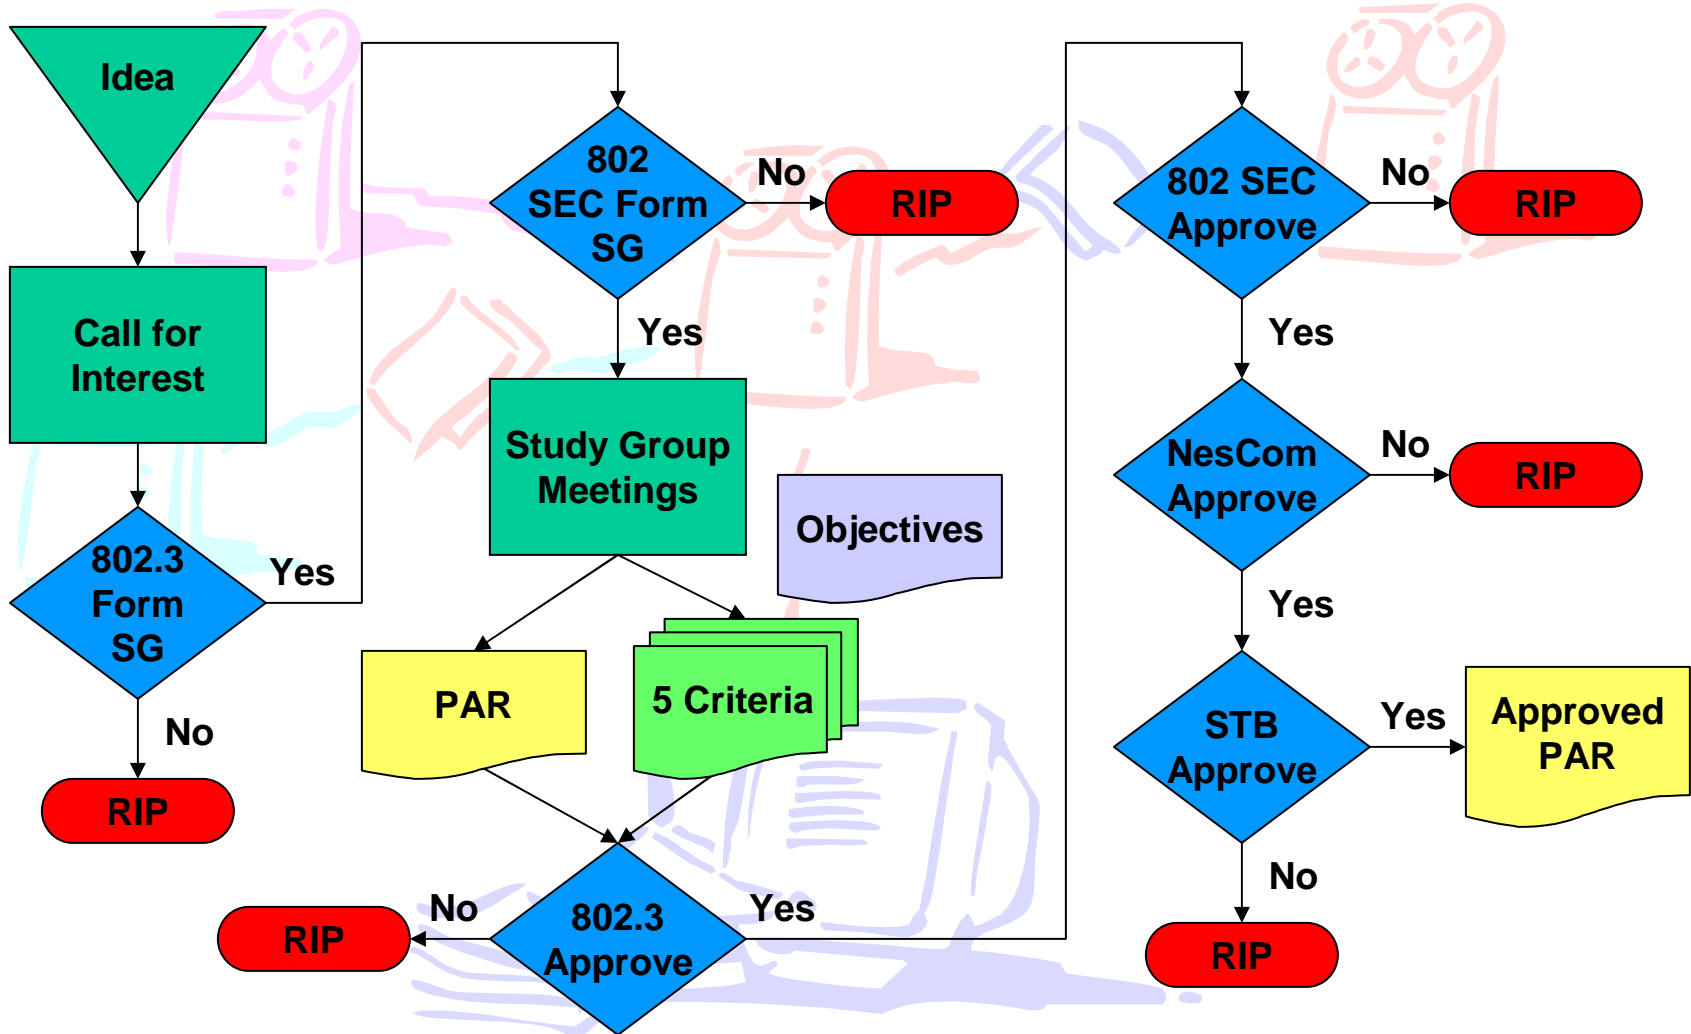 Idea
Call for
Interest
802.3
Form
SG
Yes
No
RIP
802
SEC Form
SG
No
RIP
Yes
Study Group
Meetings
Objectives
PAR
5 Criteria
802.3
Approve
No
RIP
Yes
802 SEC
Approve
No
RIP
Yes
NesCom
Approve
No
RIP
Yes
STB
Approve
Yes
Approved
PAR
No
RIP